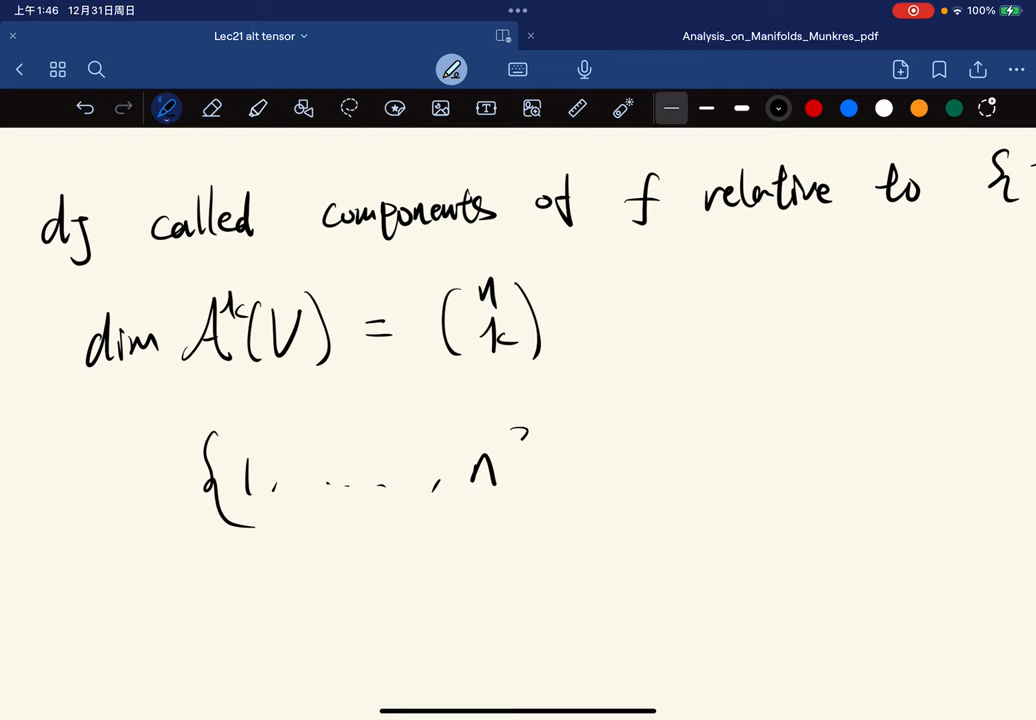 上午1:46 12月31日周日
100%
Lec21 alt tensor
Analysis_on_Manifolds_Munkres_pdf
dJ called components of f relative to {
dim A^k(V) = (n k)
{1, ....., n